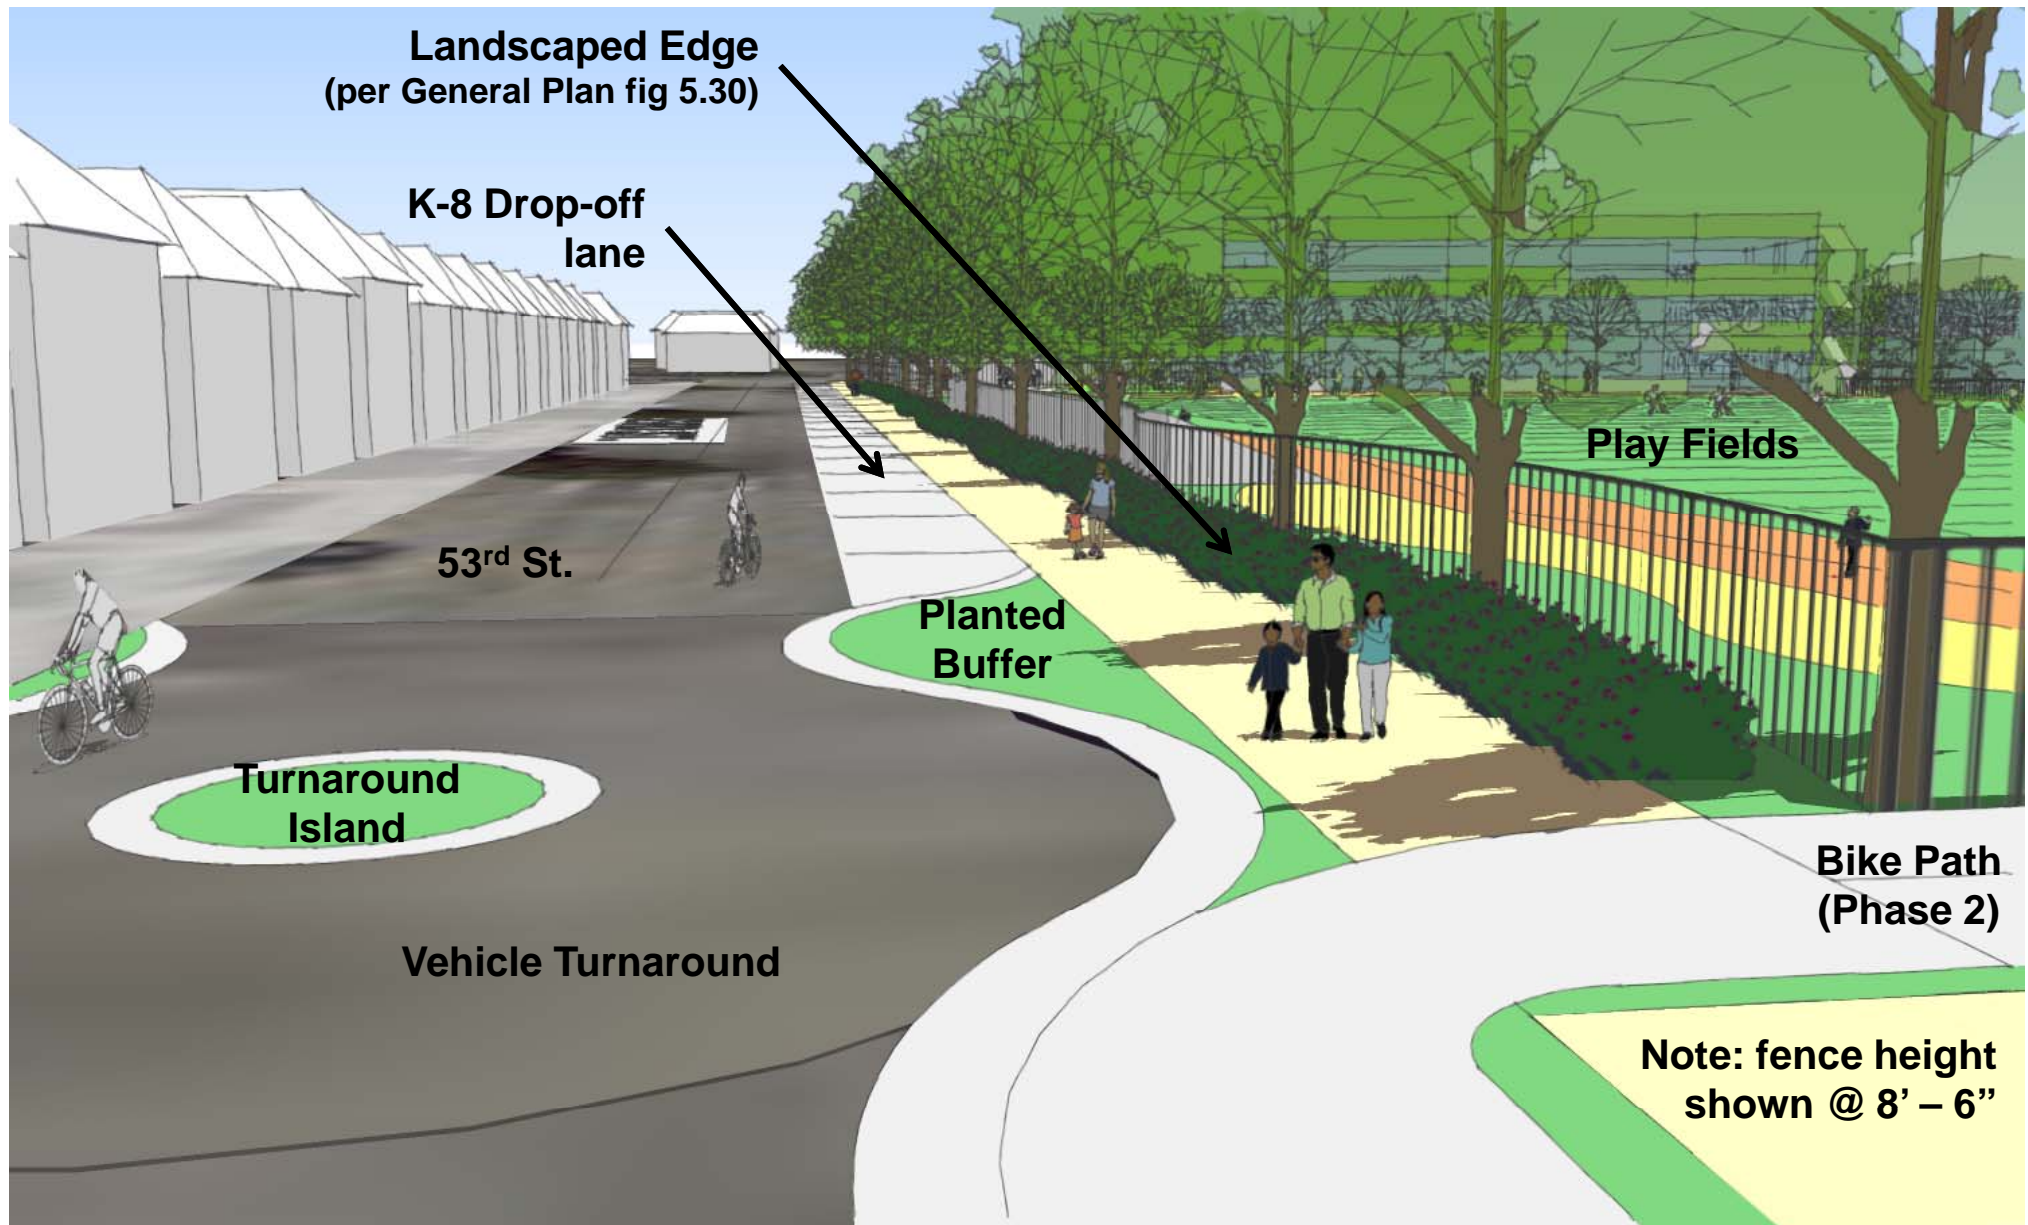 Landscaped Edge
(per General Plan fig 5.30)
K-8 Drop-off
lane
Play Fields
53rd St.
Planted
Buffer
Turnaround
Island
Bike Path
(Phase 2)
Vehicle Turnaround
Note: fence height
shown @ 8’ – 6”